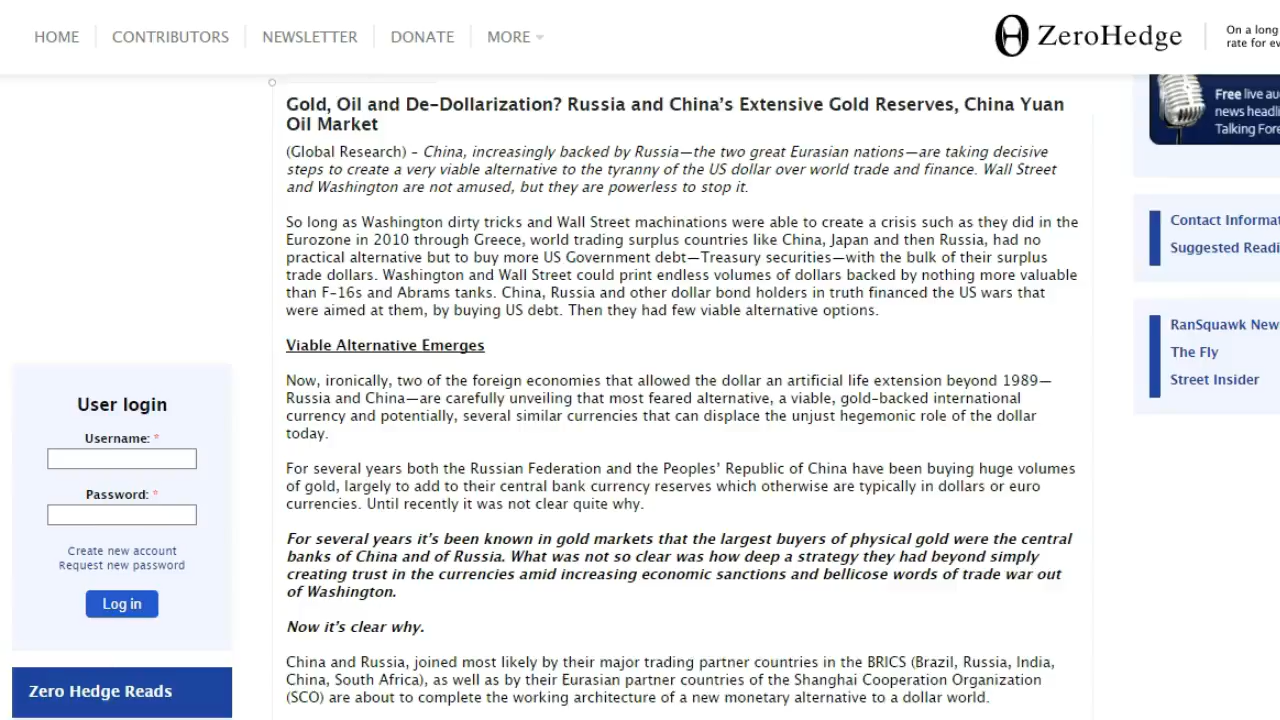 HOME
CONTRIBUTORS
NEWSLETTER
DONATE
MORE
ZeroHedge
On a long
rate for
Gold, Oil and De-Dollarization? Russia and China's Extensive Gold Reserves, China Yuan
Oil Market
(Global Research) – China, increasingly backed by Russia—the two great Eurasian nations—are taking decisive
steps to create a very viable alternative to the tyranny of the US dollar over world trade and finance. Wall Street
and Washington are not amused, but they are powerless to stop it.
So long as Washington dirty tricks and Wall Street machinations were able to create a crisis such as they did in the
Eurozone in 2010 through Greece, world trading surplus countries like China, Japan and then Russia, had no
practical alternative but to buy more US Government debt—Treasury securities—with the bulk of their surplus
trade dollars. Washington and Wall Street could print endless volumes of dollars backed by nothing more valuable
than F-16s and Abrams tanks. China, Russia and other dollar bond holders in truth financed the US wars that
were aimed at them, by buying US debt. Then they had few viable alternative options.
Viable Alternative Emerges
Now, ironically, two of the foreign economies that allowed the dollar an artificial life extension beyond 1989—
Russia and China—are carefully unveiling that most feared alternative, a viable, gold-backed international
currency and potentially, several similar currencies that can displace the unjust hegemonic role of the dollar
today.
For several years both the Russian Federation and the Peoples' Republic of China have been buying huge volumes
of gold, largely to add to their central bank currency reserves which otherwise are typically in dollars or euro
currencies. Until recently it was not clear quite why.
For several years it's been known in gold markets that the largest buyers of physical gold were the central
banks of China and of Russia. What was not so clear was how deep a strategy they had beyond simply
creating trust in the currencies amid increasing economic sanctions and bellicose words of trade war out
of Washington.
Now it's clear why.
China and Russia, joined most likely by their major trading partner countries in the BRICS (Brazil, Russia, India,
China, South Africa), as well as by their Eurasian partner countries of the Shanghai Cooperation Organization
(SCO) are about to complete the working architecture of a new monetary alternative to a dollar world.
User login
Username: *
Password: *
Create new account
Request new password
Log in
Zero Hedge Reads
Free live au
news headli
Talking Fore
Contact Informa
Suggested Readi
RanSquawk New
The Fly
Street Insider